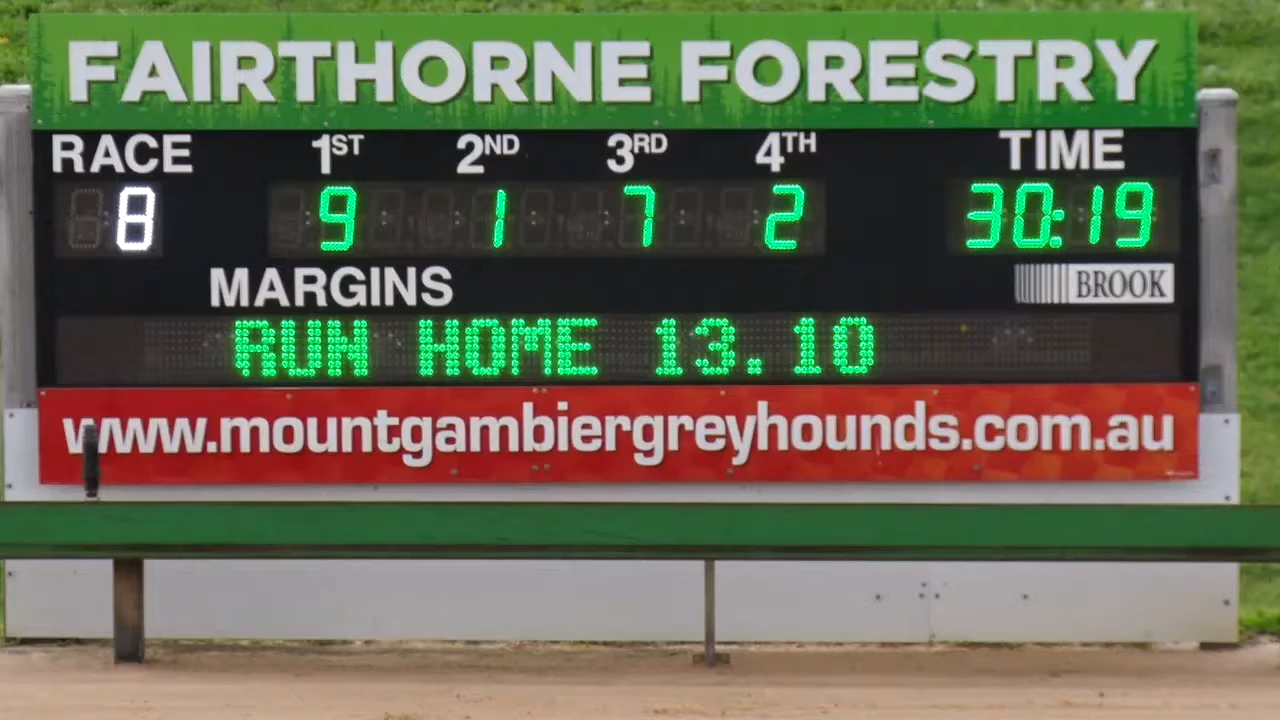 FAIRTHORNE FORESTRY
RACE 1ST 2ND 3RD 4TH TIME
8 9 1 7 2 30:19
MARGINS
BROOK
RUN HOME 13.10
www.mountgambiergreyhounds.com.au